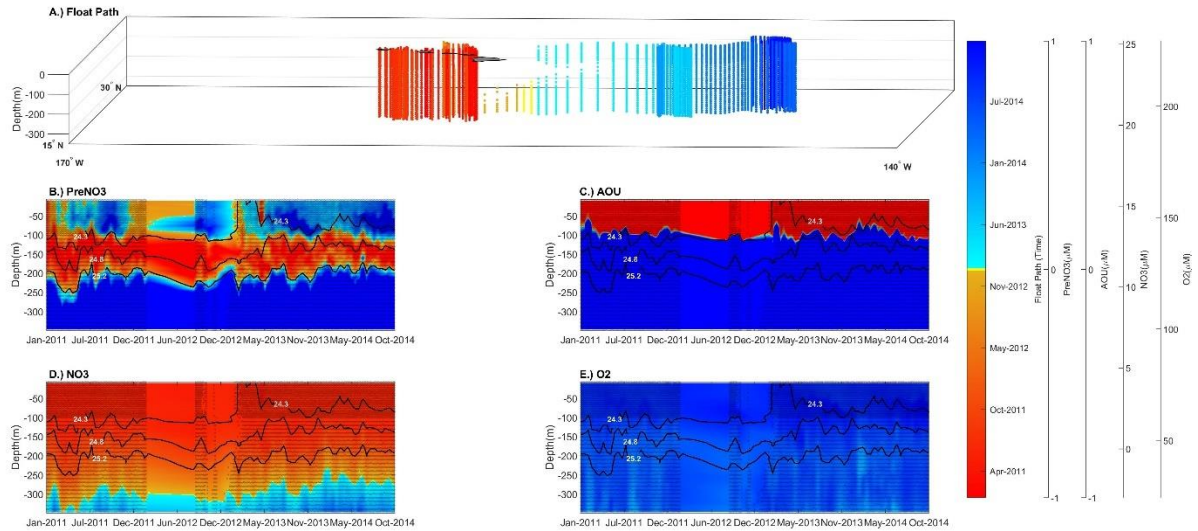 A.) Float Path
0
-100
-200
-300
Depth(m)
30° N
15° N
170° W
140° W
B.) PreNO3
-50
-100
-150
-200
-250
-300
Depth(m)
24.3
24.3
24.8
25.2
Jan-2011 Jul-2011 Dec-2011 Jun-2012 Dec-2012 May-2013 Nov-2013 May-2014 Oct-2014
C.) AOU
-50
-100
-150
-200
-250
-300
Depth(m)
24.3
24.3
24.8
25.2
Jan-2011 Jul-2011 Dec-2011 Jun-2012 Dec-2012 May-2013 Nov-2013 May-2014 Oct-2014
D.) NO3
-50
-100
-150
-200
-250
-300
Depth(m)
24.3
24.3
24.8
25.2
Jan-2011 Jul-2011 Dec-2011 Jun-2012 Dec-2012 May-2013 Nov-2013 May-2014 Oct-2014
E.) O2
-50
-100
-150
-200
-250
-300
Depth(m)
24.3
24.3
24.8
25.2
Jan-2011 Jul-2011 Dec-2011 Jun-2012 Dec-2012 May-2013 Nov-2013 May-2014 Oct-2014
Jul-2014
Jan-2014
Jun-2013
Nov-2012
May-2012
Oct-2011
Apr-2011
Float Path (Time)
1
0
-1
PreNO3(μM)
1
0
-1
AOU(μM)
25
20
15
10
5
0
NO3(μM)
200
150
100
50
O2(μM)